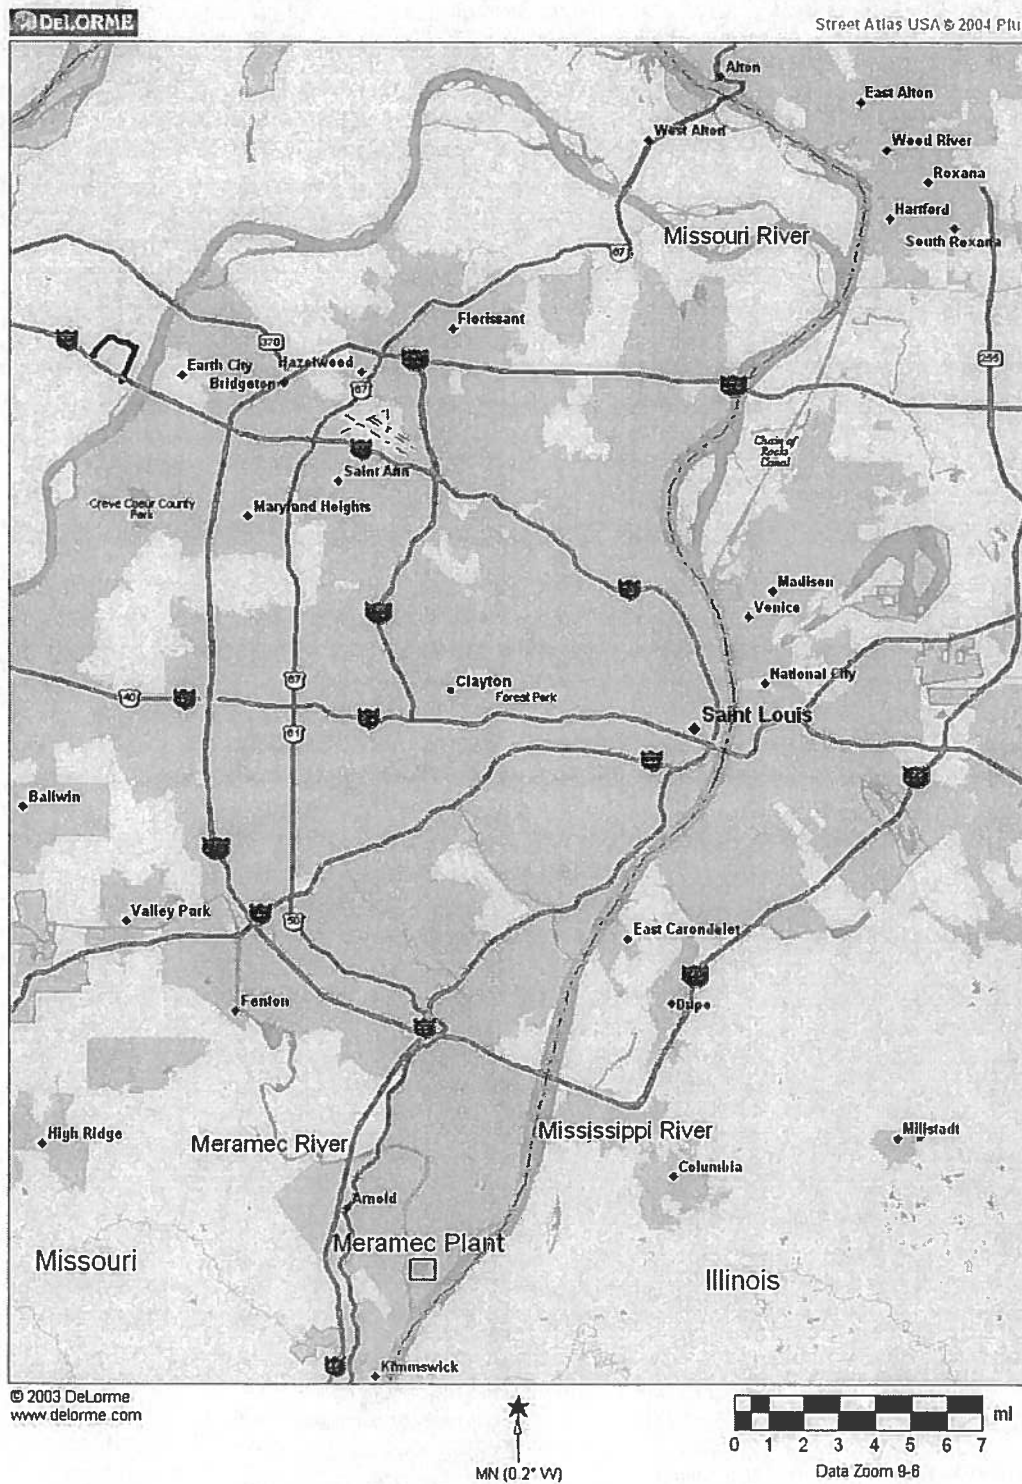 DELORME
Street Atlas USA ® 2004 Plu
Alton
East Alton
West Alton
Wood River
Roxana
Hartford
South Roxana
Missouri River
67
Florissant
370
255
Earth City
Hazelwood
Bridgeton
67
Chain of
Rocks
Canal
Saint Ann
Creve Coeur County
Park
Maryland Heights
Madison
Venice
National City
Clayton
Forest Park
67
40
Saint Louis
61
Ballwin
Valley Park
50
East Carondelet
Fenton
Dupo
High Ridge
Meramec River
Mississippi River
Millstadt
Columbia
Arnold
Meramec Plant
Missouri
Illinois
Kimmswick
© 2003 DeLorme
www.delorme.com
MN (0.2° W)
mi
0 1 2 3 4 5 6 7
Data Zoom 9-6